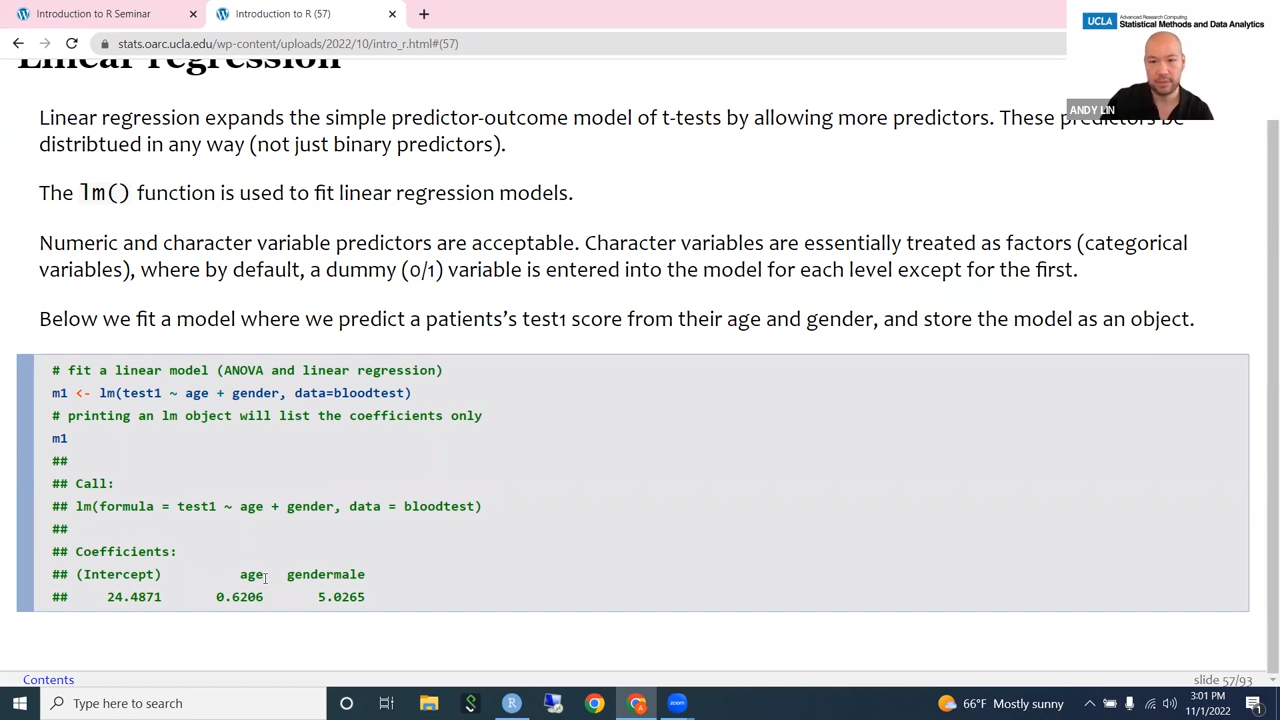 Introduction to R Seminar
Introduction to R (57)
stats.oarc.ucla.edu/wp-content/uploads/2022/10/intro_r.html#(57)
UCLA
Advanced Research Computing
Statistical Methods and Data Analytics
ANDY LIN
Linear regression
Linear regression expands the simple predictor-outcome model of t-tests by allowing more predictors. These predictors be
distribtued in any way (not just binary predictors).
The lm() function is used to fit linear regression models.
Numeric and character variable predictors are acceptable. Character variables are essentially treated as factors (categorical
variables), where by default, a dummy (0/1) variable is entered into the model for each level except for the first.
Below we fit a model where we predict a patients's test1 score from their age and gender, and store the model as an object.
# fit a linear model (ANOVA and linear regression)
m1 <- lm(test1 ~ age + gender, data=bloodtest)
# printing an lm object will list the coefficients only
m1
##
## Call:
## lm(formula = test1 ~ age + gender, data = bloodtest)
##
## Coefficients:
## (Intercept) age gendermale
## 24.4871 0.6206 5.0265
Contents
slide 57/93
Type here to search
zoom
66°F Mostly sunny
3:01 PM
11/1/2022
1